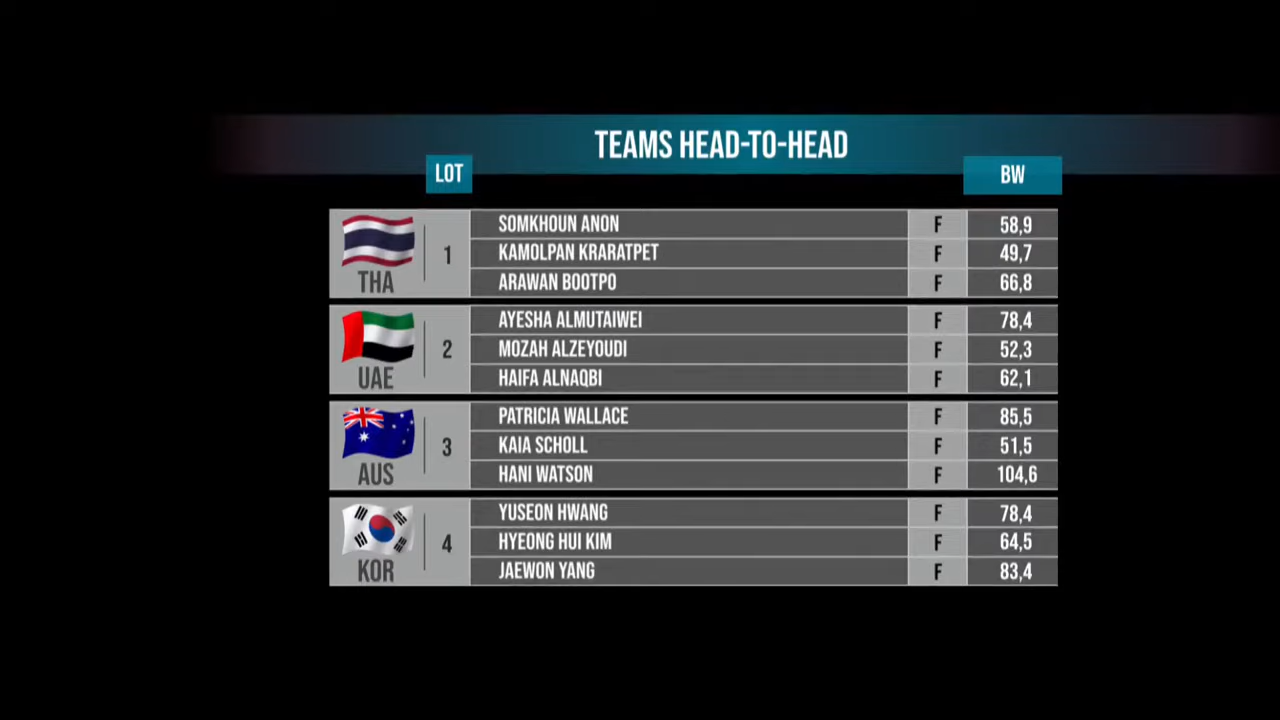 TEAMS HEAD-TO-HEAD
LOT BW
SOMKHOUN ANON F 58,9
THA 1 KAMOLPAN KRARATPET F 49,7
ARAWAN BOOTPO F 66,8
AYESHA ALMUTAIWEI F 78,4
UAE 2 MOZAH ALZEYOUDI F 52,3
HAIFA ALNAQBI F 62,1
PATRICIA WALLACE F 85,5
AUS 3 KAIA SCHOLL F 51,5
HANI WATSON F 104,6
YUSEON HWANG F 78,4
KOR 4 HYEONG HUI KIM F 64,5
JAEWON YANG F 83,4